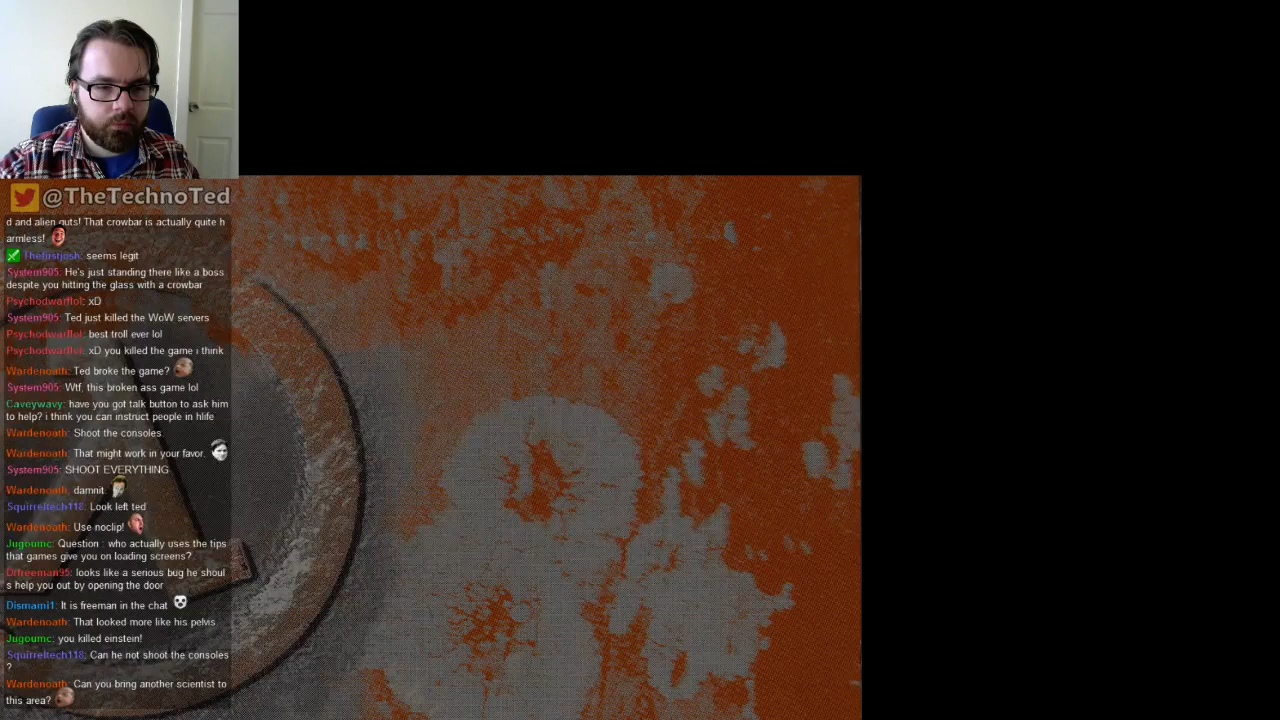 @TheTechnoTed
d and alien guts! That crowbar is actually quite h
armless!
Thefirstjosh: seems legit
System905: He's just standing there like a boss
despite you hitting the glass with a crowbar
Psychodwarflol: xD
System905: Ted just killed the WoW servers
Psychodwarflol: best troll ever lol
Psychodwarflol: xD you killed the game i think
Wardenoath: Ted broke the game?
System905: Wtf, this broken ass game lol
Caveywavy: have you got talk button to ask him
to help? i think you can instruct people in hlife
Wardenoath: Shoot the consoles.
Wardenoath: That might work in your favor.
System905: SHOOT EVERYTHING
Wardenoath: damnit.
Squirreltech118: Look left ted
Wardenoath: Use noclip!
Jugoumc: Question : who actually uses the tips
that games give you on loading screens?
Drfreeman95: looks like a serious bug he shoul
s help you out by opening the door
Dismami1: It is freeman in the chat
Wardenoath: That looked more like his pelvis.
Jugoumc: you killed einstein!
Squirreltech118: Can he not shoot the consoles
?
Wardenoath: Can you bring another scientist to
this area?